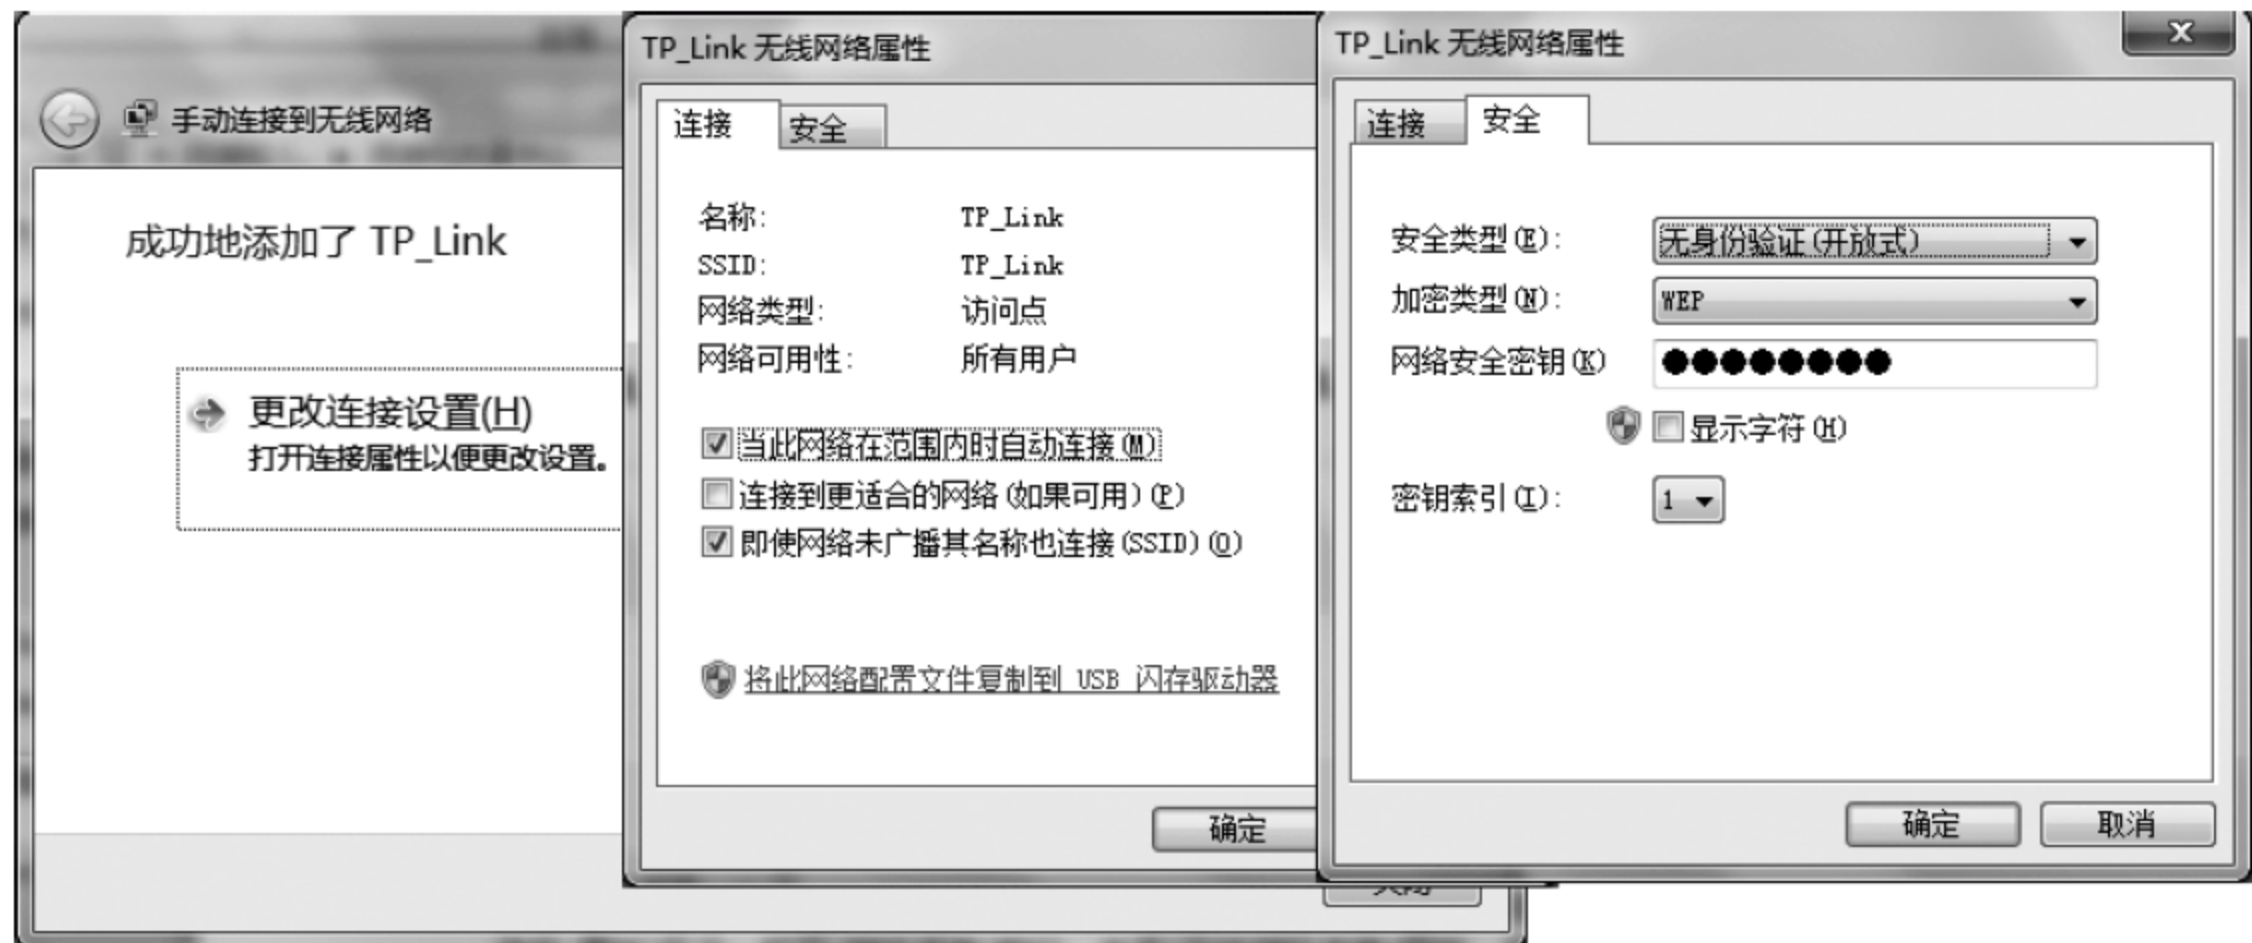 手动连接到无线网络
成功地添加了 TP_Link
更改连接设置(H)
打开连接属性以便更改设置。
TP_Link 无线网络属性
连接
安全
名称: TP_Link
SSID: TP_Link
网络类型: 访问点
网络可用性: 所有用户
当此网络在范围内时自动连接(M)
连接到更适合的网络(如果可用)(P)
即使网络未广播其名称也连接(SSID)(O)
将此网络配置文件复制到 USB 闪存驱动器
确定
TP_Link 无线网络属性
连接
安全
安全类型(E): 无身份验证(开放式)
加密类型(N): WEP
网络安全密钥(K) ●●●●●●●●
显示字符(H)
密钥索引(I): 1
确定
取消